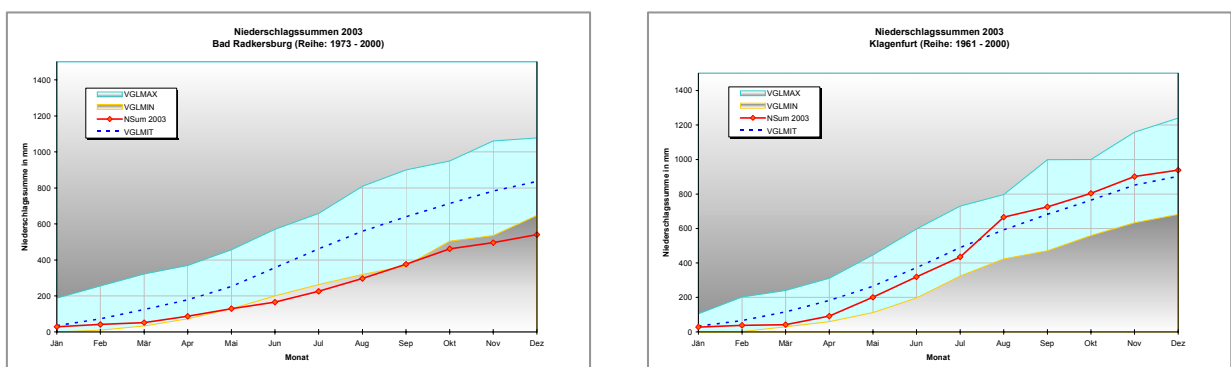 Niederschlagssummen 2003
Bad Radkersburg (Reihe: 1973 - 2000)
Niederschlagssumme in mm
1400
1200
1000
800
600
400
200
0
VGLMAX
VGLMIN
NSum 2003
VGLMIT
Jän Feb Mär Apr Mai Jun Jul Aug Sep Okt Nov Dez
Monat
Niederschlagssummen 2003
Klagenfurt (Reihe: 1961 - 2000)
Niederschlagssumme in mm
1400
1200
1000
800
600
400
200
0
VGLMAX
VGLMIN
NSum 2003
VGLMIT
Jän Feb Mär Apr Mai Jun Jul Aug Sep Okt Nov Dez
Monat